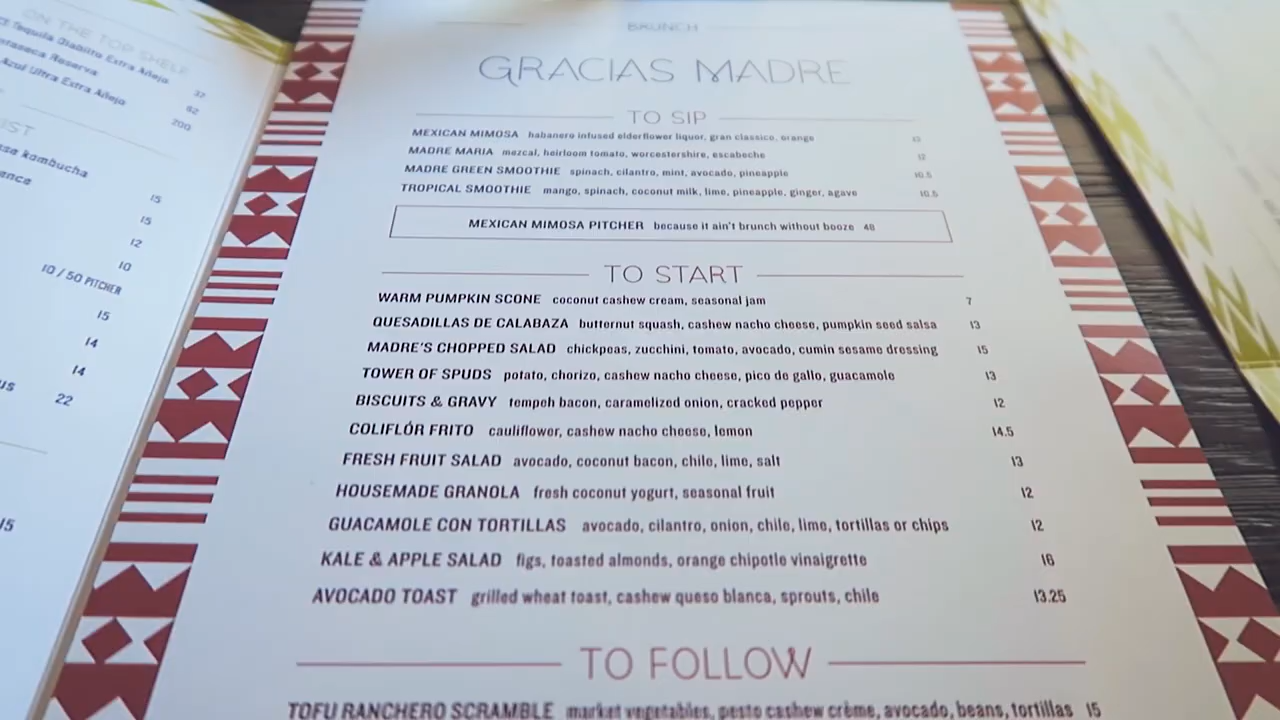 ON THE TOP SHELF
Tequila Diablito Extra Añejo 37
Reserva 62
Azul Ultra Extra Añejo 200
kombucha
15
15
12
10
10 / 50 PITCHER
15
14
14
22
15
BRUNCH
GRACIAS MADRE
TO SIP
MEXICAN MIMOSA habanero infused elderflower liquor, gran classico, orange
MADRE MARIA mezcal, heirloom tomato, worcestershire, escabeche 12
MADRE GREEN SMOOTHIE spinach, cilantro, mint, avocado, pineapple 10.5
TROPICAL SMOOTHIE mango, spinach, coconut milk, lime, pineapple, ginger, agave 10.5
MEXICAN MIMOSA PITCHER because it ain't brunch without booze 48
TO START
WARM PUMPKIN SCONE coconut cashew cream, seasonal jam 7
QUESADILLAS DE CALABAZA butternut squash, cashew nacho cheese, pumpkin seed salsa 13
MADRE'S CHOPPED SALAD chickpeas, zucchini, tomato, avocado, cumin sesame dressing 15
TOWER OF SPUDS potato, chorizo, cashew nacho cheese, pico de gallo, guacamole 13
BISCUITS & GRAVY tempeh bacon, caramelized onion, cracked pepper 12
COLIFLÓR FRITO cauliflower, cashew nacho cheese, lemon 14.5
FRESH FRUIT SALAD avocado, coconut bacon, chile, lime, salt 13
HOUSEMADE GRANOLA fresh coconut yogurt, seasonal fruit 12
GUACAMOLE CON TORTILLAS avocado, cilantro, onion, chile, lime, tortillas or chips 12
KALE & APPLE SALAD figs, toasted almonds, orange chipotle vinaigrette 16
AVOCADO TOAST grilled wheat toast, cashew queso blanca, sprouts, chile 13.25
TO FOLLOW
TOFU RANCHERO SCRAMBLE market vegetables, pesto cashew crème, avocado, beans, tortillas 15